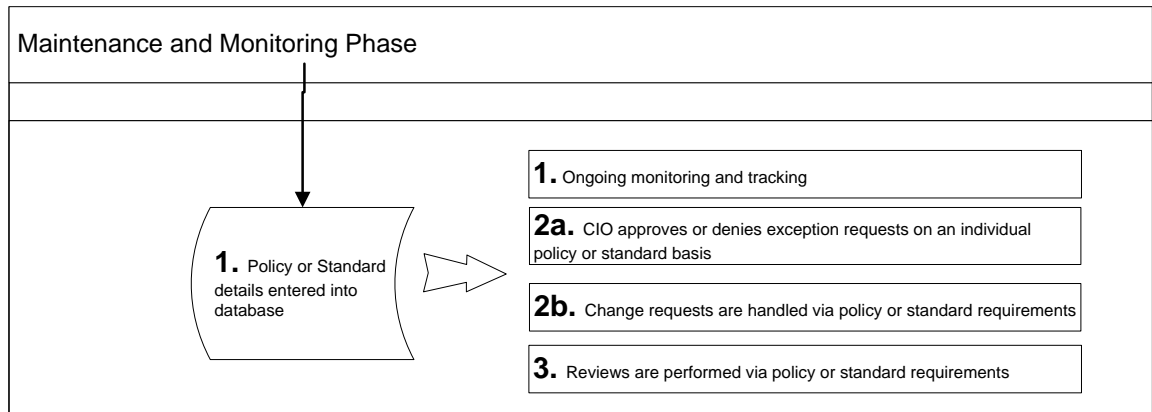 Maintenance and Monitoring Phase
1. Policy or Standard
details entered into
database
1. Ongoing monitoring and tracking
2a. CIO approves or denies exception requests on an individual
policy or standard basis
2b. Change requests are handled via policy or standard requirements
3. Reviews are performed via policy or standard requirements